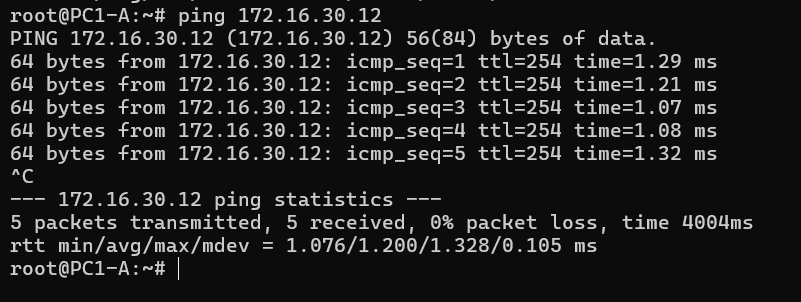 root@PC1-A:~# ping 172.16.30.12
PING 172.16.30.12 (172.16.30.12) 56(84) bytes of data.
64 bytes from 172.16.30.12: icmp_seq=1 ttl=254 time=1.29 ms
64 bytes from 172.16.30.12: icmp_seq=2 ttl=254 time=1.21 ms
64 bytes from 172.16.30.12: icmp_seq=3 ttl=254 time=1.07 ms
64 bytes from 172.16.30.12: icmp_seq=4 ttl=254 time=1.08 ms
64 bytes from 172.16.30.12: icmp_seq=5 ttl=254 time=1.32 ms
^C
--- 172.16.30.12 ping statistics ---
5 packets transmitted, 5 received, 0% packet loss, time 4004ms
rtt min/avg/max/mdev = 1.076/1.200/1.328/0.105 ms
root@PC1-A:~#